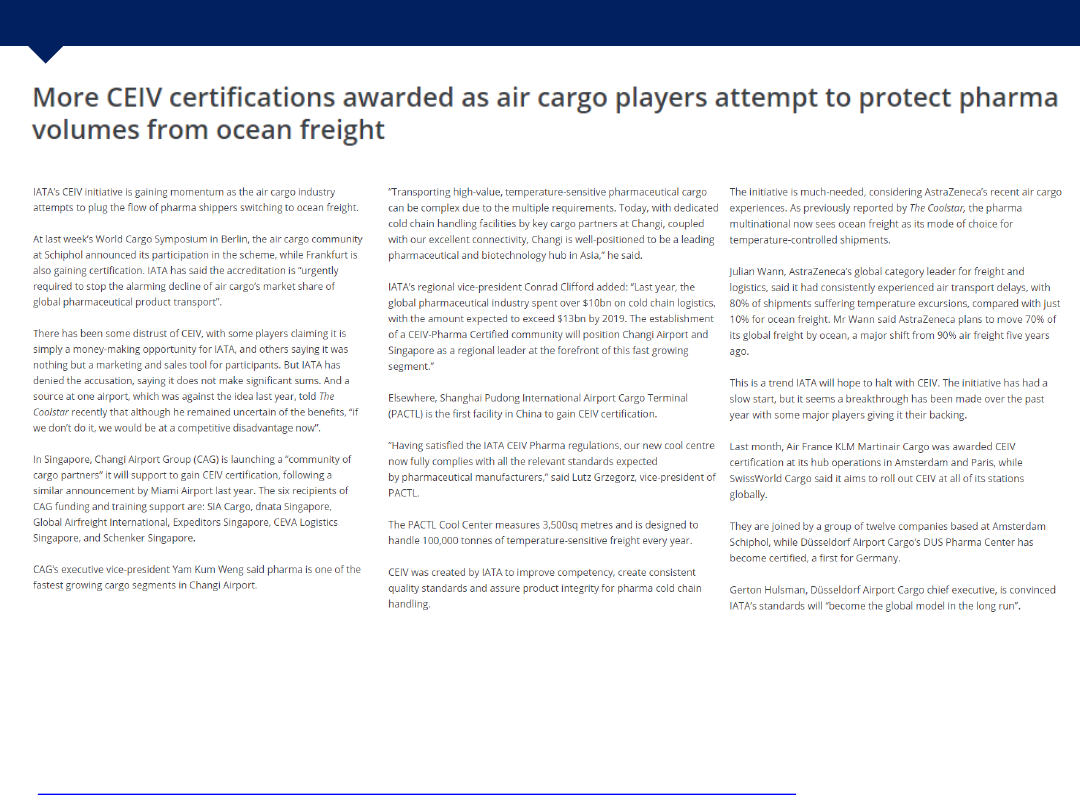 More CEIV certifications awarded as air cargo players attempt to protect pharma
volumes from ocean freight
IATA's CEIV initiative is gaining momentum as the air cargo industry
attempts to plug the flow of pharma shippers switching to ocean freight.
At last week's World Cargo Symposium in Berlin, the air cargo community
at Schiphol announced its participation in the scheme, while Frankfurt is
also gaining certification. IATA has said the accreditation is “urgently
required to stop the alarming decline of air cargo's market share of
global pharmaceutical product transport”.
There has been some distrust of CEIV, with some players claiming it is
simply a money-making opportunity for IATA, and others saying it was
nothing but a marketing and sales tool for participants. But IATA has
denied the accusation, saying it does not make significant sums. And a
source at one airport, which was against the idea last year, told The
Coolstar recently that although he remained uncertain of the benefits, “if
we don't do it, we would be at a competitive disadvantage now”.
In Singapore, Changi Airport Group (CAG) is launching a “community of
cargo partners” it will support to gain CEIV certification, following a
similar announcement by Miami Airport last year. The six recipients of
CAG funding and training support are: SIA Cargo, dnata Singapore,
Global Airfreight International, Expeditors Singapore, CEVA Logistics
Singapore, and Schenker Singapore.
CAG's executive vice-president Yam Kum Weng said pharma is one of the
fastest growing cargo segments in Changi Airport.
“Transporting high-value, temperature-sensitive pharmaceutical cargo
can be complex due to the multiple requirements. Today, with dedicated
cold chain handling facilities by key cargo partners at Changi, coupled
with our excellent connectivity, Changi is well-positioned to be a leading
pharmaceutical and biotechnology hub in Asia,” he said.
IATA's regional vice-president Conrad Clifford added: “Last year, the
global pharmaceutical industry spent over $10bn on cold chain logistics,
with the amount expected to exceed $13bn by 2019. The establishment
of a CEIV-Pharma Certified community will position Changi Airport and
Singapore as a regional leader at the forefront of this fast growing
segment.”
Elsewhere, Shanghai Pudong International Airport Cargo Terminal
(PACTL) is the first facility in China to gain CEIV certification.
“Having satisfied the IATA CEIV Pharma regulations, our new cool centre
now fully complies with all the relevant standards expected
by pharmaceutical manufacturers,” said Lutz Grzegorz, vice-president of
PACTL.
The PACTL Cool Center measures 3,500sq metres and is designed to
handle 100,000 tonnes of temperature-sensitive freight every year.
CEIV was created by IATA to improve competency, create consistent
quality standards and assure product integrity for pharma cold chain
handling.
The initiative is much-needed, considering AstraZeneca's recent air cargo
experiences. As previously reported by The Coolstar, the pharma
multinational now sees ocean freight as its mode of choice for
temperature-controlled shipments.
Julian Wann, AstraZeneca's global category leader for freight and
logistics, said it had consistently experienced air transport delays, with
80% of shipments suffering temperature excursions, compared with just
10% for ocean freight. Mr Wann said AstraZeneca plans to move 70% of
its global freight by ocean, a major shift from 90% air freight five years
ago.
This is a trend IATA will hope to halt with CEIV. The initiative has had a
slow start, but it seems a breakthrough has been made over the past
year with some major players giving it their backing.
Last month, Air France KLM Martinair Cargo was awarded CEIV
certification at its hub operations in Amsterdam and Paris, while
SwissWorld Cargo said it aims to roll out CEIV at all of its stations
globally.
They are joined by a group of twelve companies based at Amsterdam
Schiphol, while Düsseldorf Airport Cargo's DUS Pharma Center has
become certified, a first for Germany.
Gerton Hulsman, Düsseldorf Airport Cargo chief executive, is convinced
IATA's standards will “become the global model in the long run”.